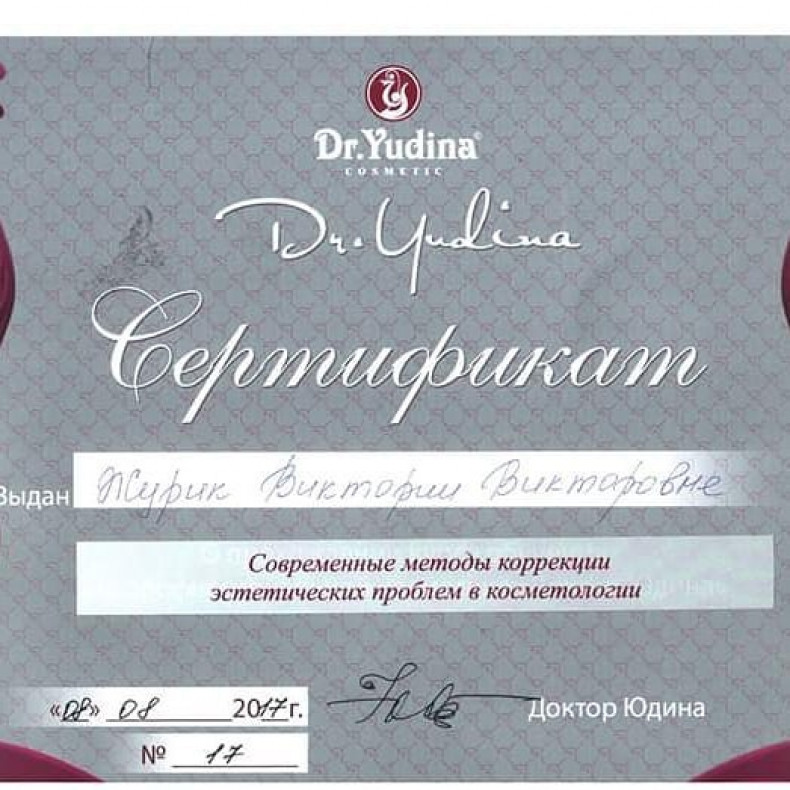 Dr.Yudina®
COSMETIC
Dr. Yudina
Сертификат
Выдан Журик Виктории Викторовне
Современные методы коррекции
эстетических проблем в косметологии
«08» 08 2017г.
Доктор Юдина
№ 17